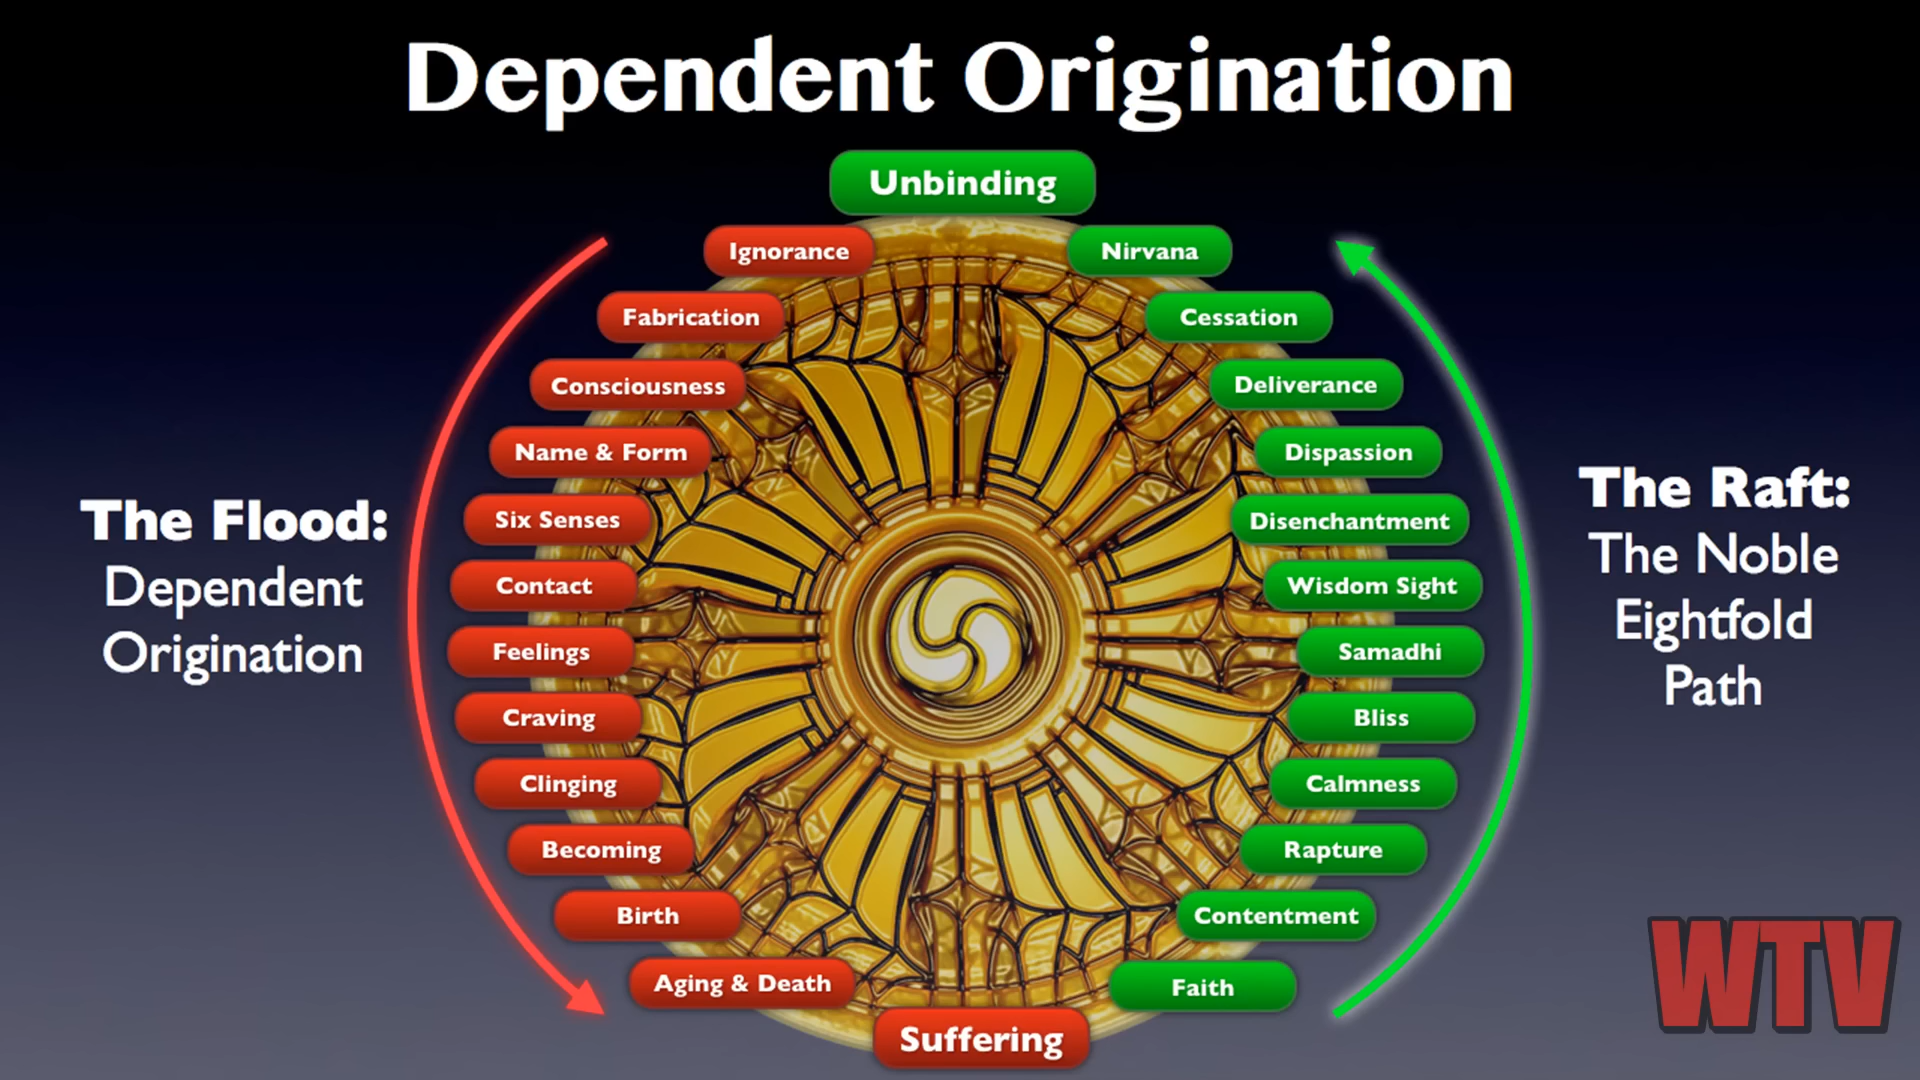 Dependent Origination
Unbinding
Ignorance
Nirvana
Fabrication
Cessation
Consciousness
Deliverance
Name & Form
Dispassion
Six Senses
Disenchantment
Contact
Wisdom Sight
Feelings
Samadhi
Craving
Bliss
Clinging
Calmness
Becoming
Rapture
Birth
Contentment
Aging & Death
Faith
Suffering
The Flood:
Dependent
Origination
The Raft:
The Noble
Eightfold
Path
WTV